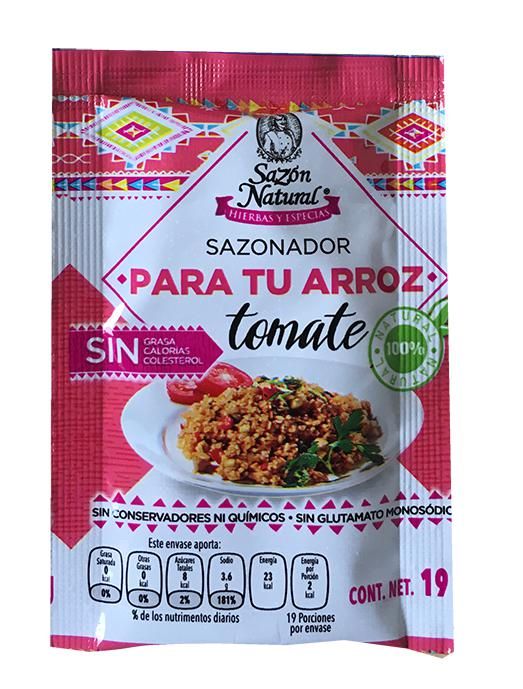 Sazón
Natural®
HIERBAS Y ESPECIAS
SAZONADOR
PARA TU ARROZ
tomate
SIN GRASA
CALORÍAS
COLESTEROL
NATURAL
100%
NATURAL
SIN CONSERVADORES NI QUÍMICOS • SIN GLUTAMATO MONOSÓDIC
Este envase aporta:
Grasa Saturada 0 kcal 0%
Otras Grasas 0 kcal 0%
Azúcares Totales 8 kcal 2%
Sodio 3.6 g 181%
Energía 23 kcal
Energía por Porción 2 kcal
% de los nutrimentos diarios
19 Porciones
por envase
CONT. NET. 19